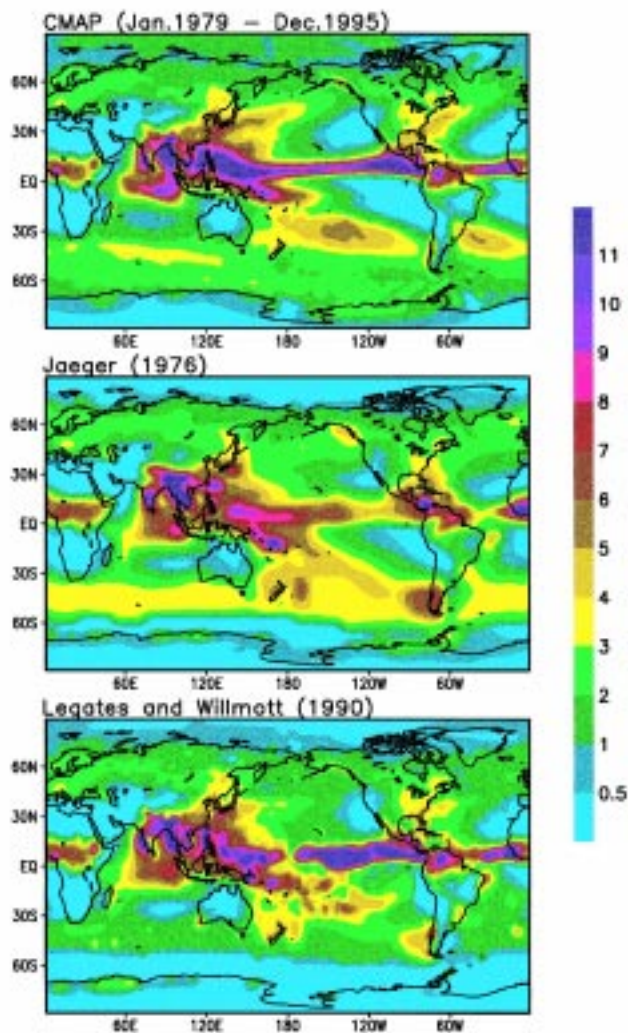 CMAP (Jan.1979 - Dec.1995)
60N
30N
EQ
30S
60S
60E 120E 180 120W 60W
Jaeger (1976)
60N
30N
EQ
30S
60S
60E 120E 180 120W 60W
Legates and Willmott (1990)
60N
30N
EQ
30S
60S
60E 120E 180 120W 60W
11
10
9
8
7
6
5
4
3
2
1
0.5